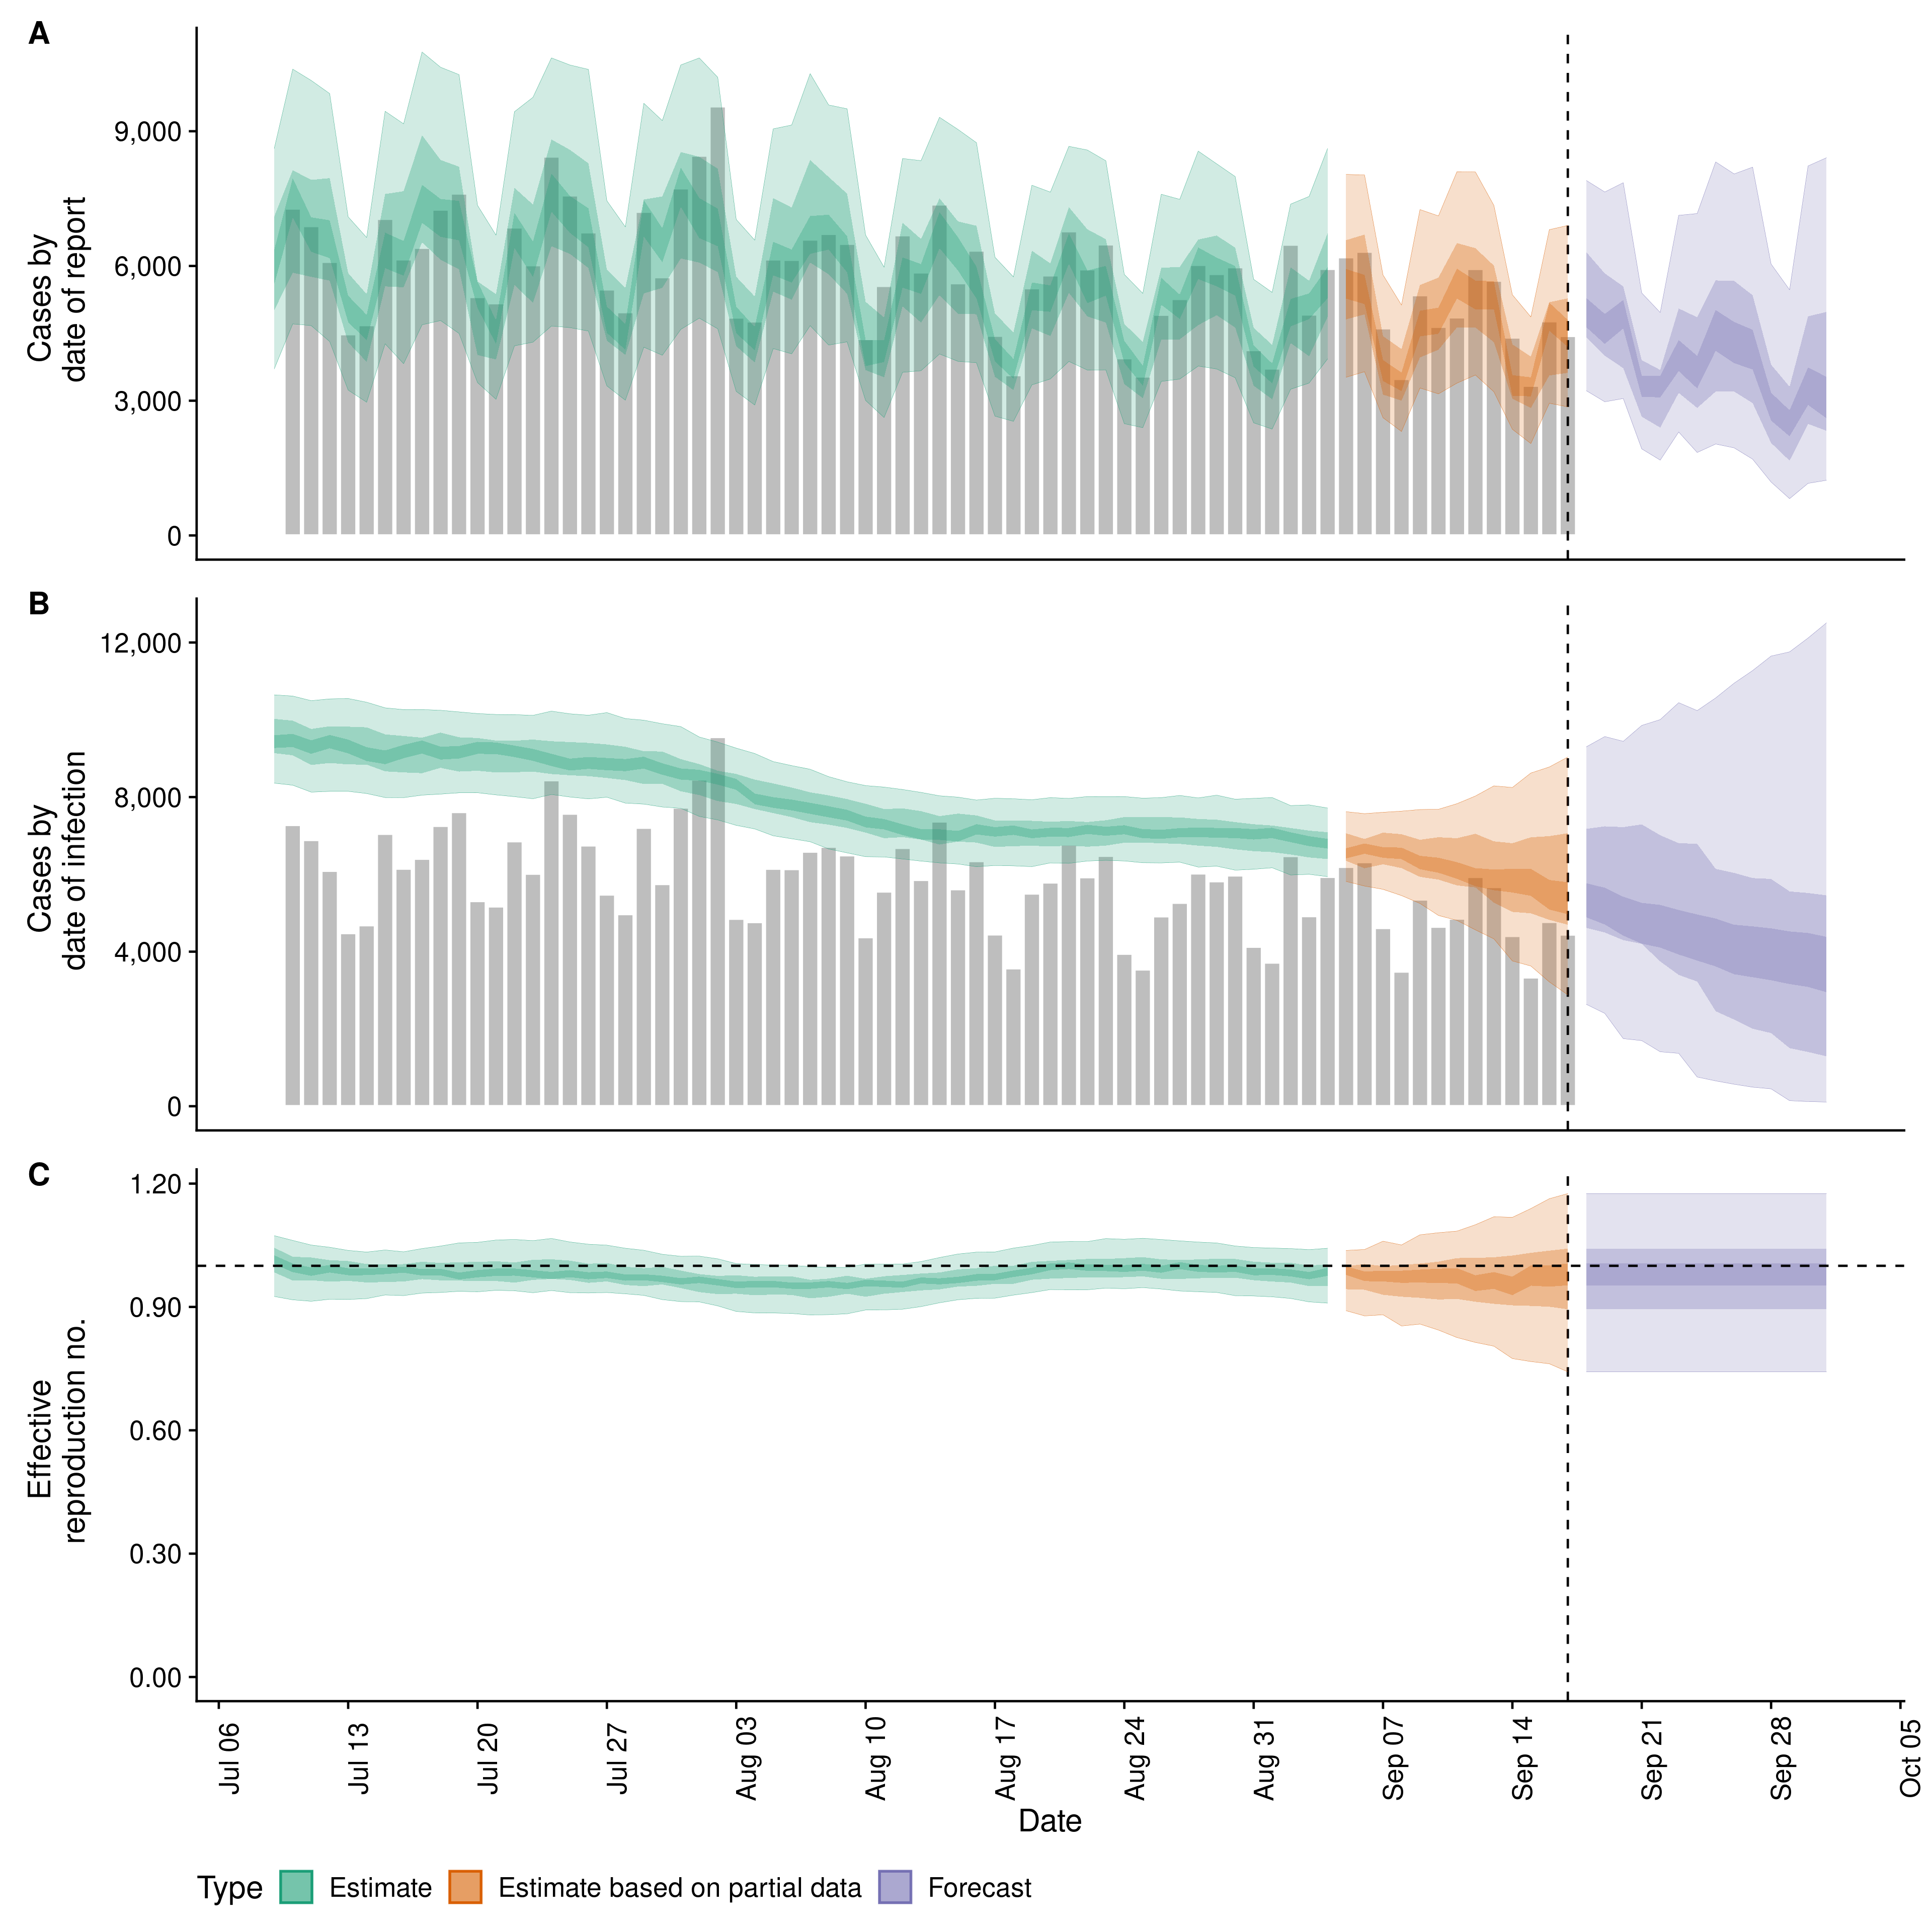 A
Cases by
date of report
9,000
6,000
3,000
0
B
Cases by
date of infection
12,000
8,000
4,000
0
C
Effective
reproduction no.
1.20
0.90
0.60
0.30
0.00
Jul 06
Jul 13
Jul 20
Jul 27
Aug 03
Aug 10
Aug 17
Aug 24
Aug 31
Sep 07
Sep 14
Sep 21
Sep 28
Oct 05
Date
Type Estimate Estimate based on partial data Forecast